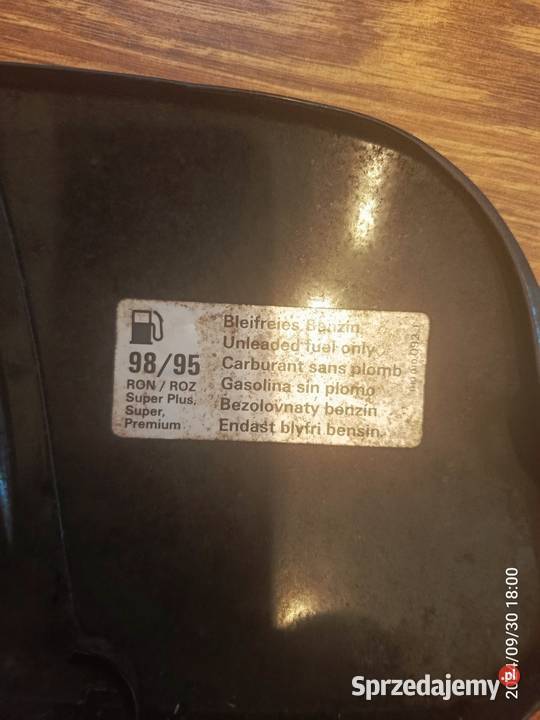 98/95
RON / ROZ
Super Plus,
Super,
Premium
Bleifreies Benzin
Unleaded fuel only
Carburant sans plomb
Gasolina sin plomo
Bezolovnaty benzin
Endast blyfri bensin
2024/09/30 18:00
Sprzedajemy.pl